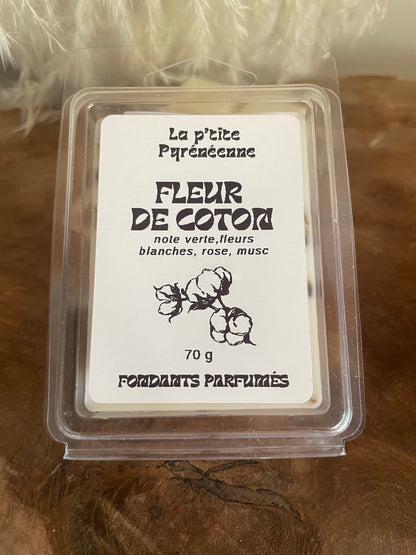 La p'tite
Pyrénéenne
FLEUR
DE COTON
note verte,fleurs
blanches, rose, musc
70 g
FONDANTS PARFUMÉS